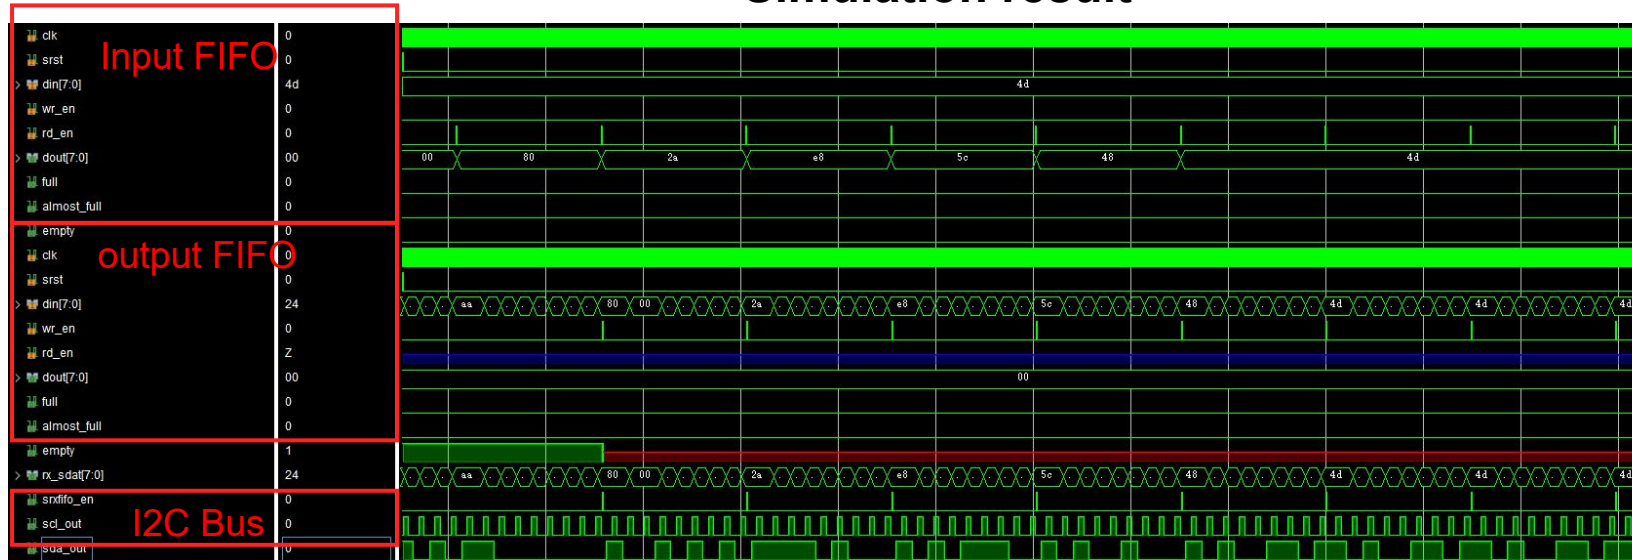 Simulation result
clk 0
srst 0
Input FIFO
din[7:0] 4d 4d
wr_en 0
rd_en 0
dout[7:0] 00 00 80 2a e8 5c 48 4d
full 0
almost_full 0
empty 0
output FIFO
clk 0
srst 0
din[7:0] 24 aa 80 00 2a e8 5c 48 4d 4d 4d
wr_en 0
rd_en Z
dout[7:0] 00 00
full 0
almost_full 0
empty 1
rx_sdat[7:0] 24 aa 80 00 2a e8 5c 48 4d 4d 4d
srxfifo_en 0
I2C Bus
scl_out 0
sda_out 0